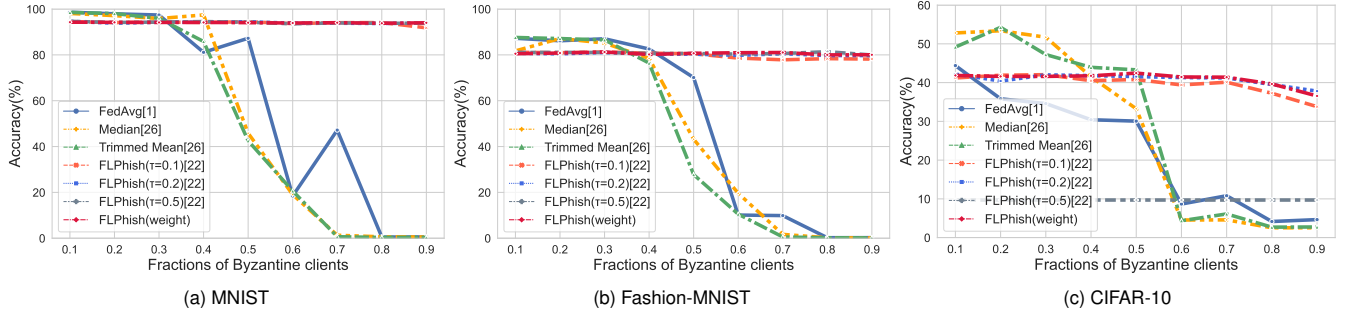 100
80
60
40
20
0
Accuracy(%)
FedAvg[1]
Median[26]
Trimmed Mean[26]
FLPhish(τ=0.1)[22]
FLPhish(τ=0.2)[22]
FLPhish(τ=0.5)[22]
FLPhish(weight)
0.1 0.2 0.3 0.4 0.5 0.6 0.7 0.8 0.9
Fractions of Byzantine clients
(a) MNIST
100
80
60
40
20
0
Accuracy(%)
FedAvg[1]
Median[26]
Trimmed Mean[26]
FLPhish(τ=0.1)[22]
FLPhish(τ=0.2)[22]
FLPhish(τ=0.5)[22]
FLPhish(weight)
0.1 0.2 0.3 0.4 0.5 0.6 0.7 0.8 0.9
Fractions of Byzantine clients
(b) Fashion-MNIST
60
50
40
30
20
10
0
Accuracy(%)
FedAvg[1]
Median[26]
Trimmed Mean[26]
FLPhish(τ=0.1)[22]
FLPhish(τ=0.2)[22]
FLPhish(τ=0.5)[22]
FLPhish(weight)
0.1 0.2 0.3 0.4 0.5 0.6 0.7 0.8 0.9
Fractions of Byzantine clients
(c) CIFAR-10